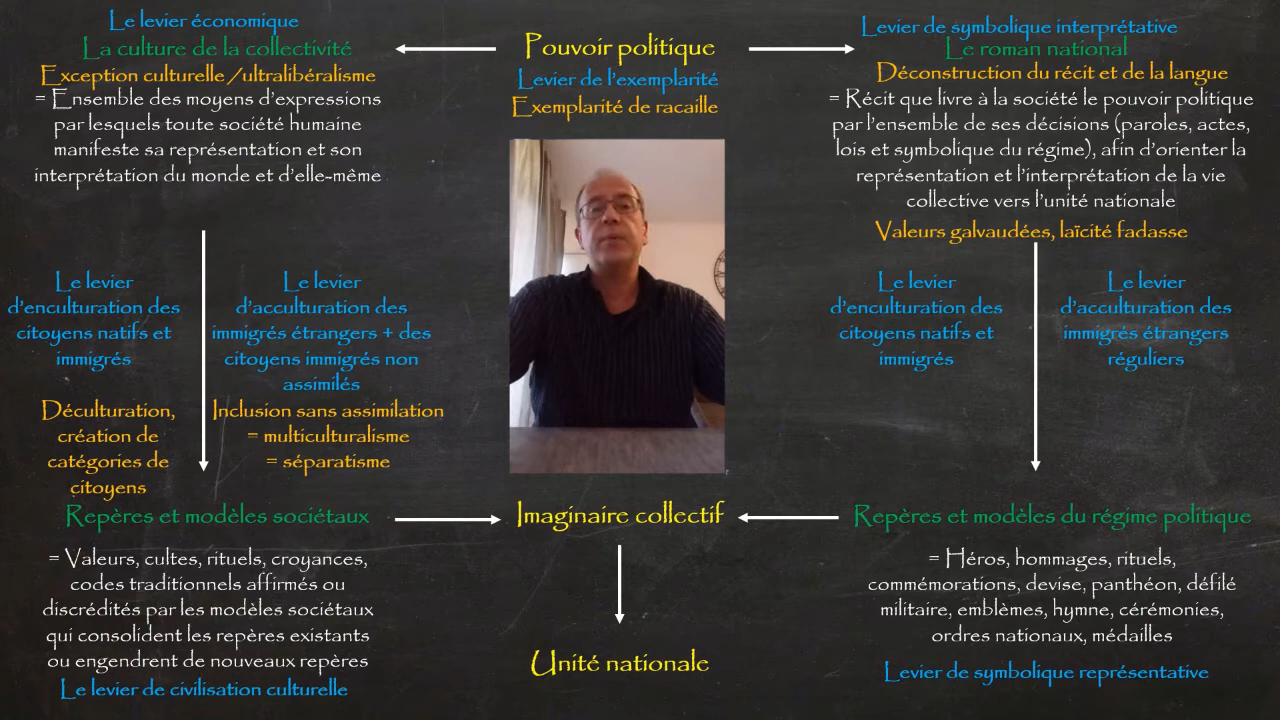 Le levier économique
La culture de la collectivité
Exception culturelle /ultralibéralisme
= Ensemble des moyens d'expressions
par lesquels toute société humaine
manifeste sa représentation et son
interprétation du monde et d'elle-même
Pouvoir politique
Levier de l'exemplarité
Exemplarité de racaille
Levier de symbolique interprétative
Le roman national
Déconstruction du récit et de la langue
= Récit que livre à la société le pouvoir politique
par l'ensemble de ses décisions (paroles, actes,
lois et symbolique du régime), afin d'orienter la
représentation et l'interprétation de la vie
collective vers l'unité nationale
Valeurs galvaudées, laïcité fadasse
Le levier
d'enculturation des
citoyens natifs et
immigrés
Le levier
d'acculturation des
immigrés étrangers + des
citoyens immigrés non
assimilés
Déculturation,
création de
catégories de
citoyens
Inclusion sans assimilation
= multiculturalisme
= séparatisme
Le levier
d'enculturation des
citoyens natifs et
immigrés
Le levier
d'acculturation des
immigrés étrangers
réguliers
Repères et modèles sociétaux
= Valeurs, cultes, rituels, croyances,
codes traditionnels affirmés ou
discrédités par les modèles sociétaux
qui consolident les repères existants
ou engendrent de nouveaux repères
Le levier de civilisation culturelle
Imaginaire collectif
Unité nationale
Repères et modèles du régime politique
= Héros, hommages, rituels,
commémorations, devise, panthéon, défilé
militaire, emblèmes, hymne, cérémonies,
ordres nationaux, médailles
Levier de symbolique représentative